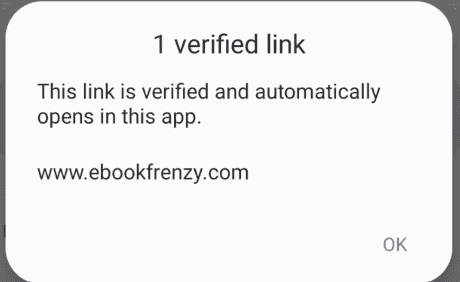 1 verified link
This link is verified and automatically
opens in this app.
www.ebookfrenzy.com
OK